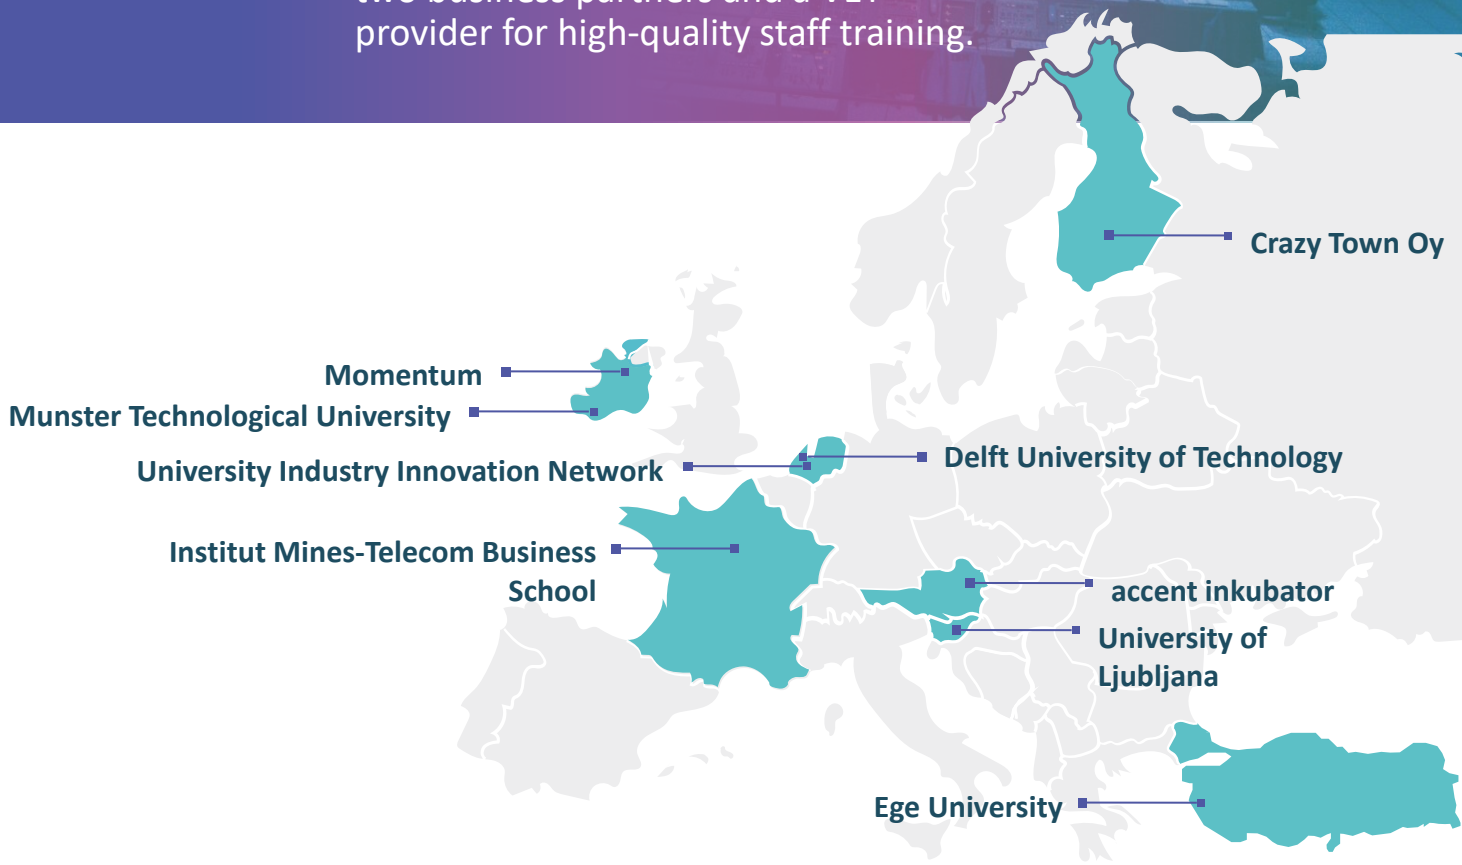 provider for high-quality staff training.
Crazy Town Oy
Momentum
Munster Technological University
University Industry Innovation Network
Delft University of Technology
Institut Mines-Telecom Business
School
accent inkubator
University of
Ljubljana
Ege University